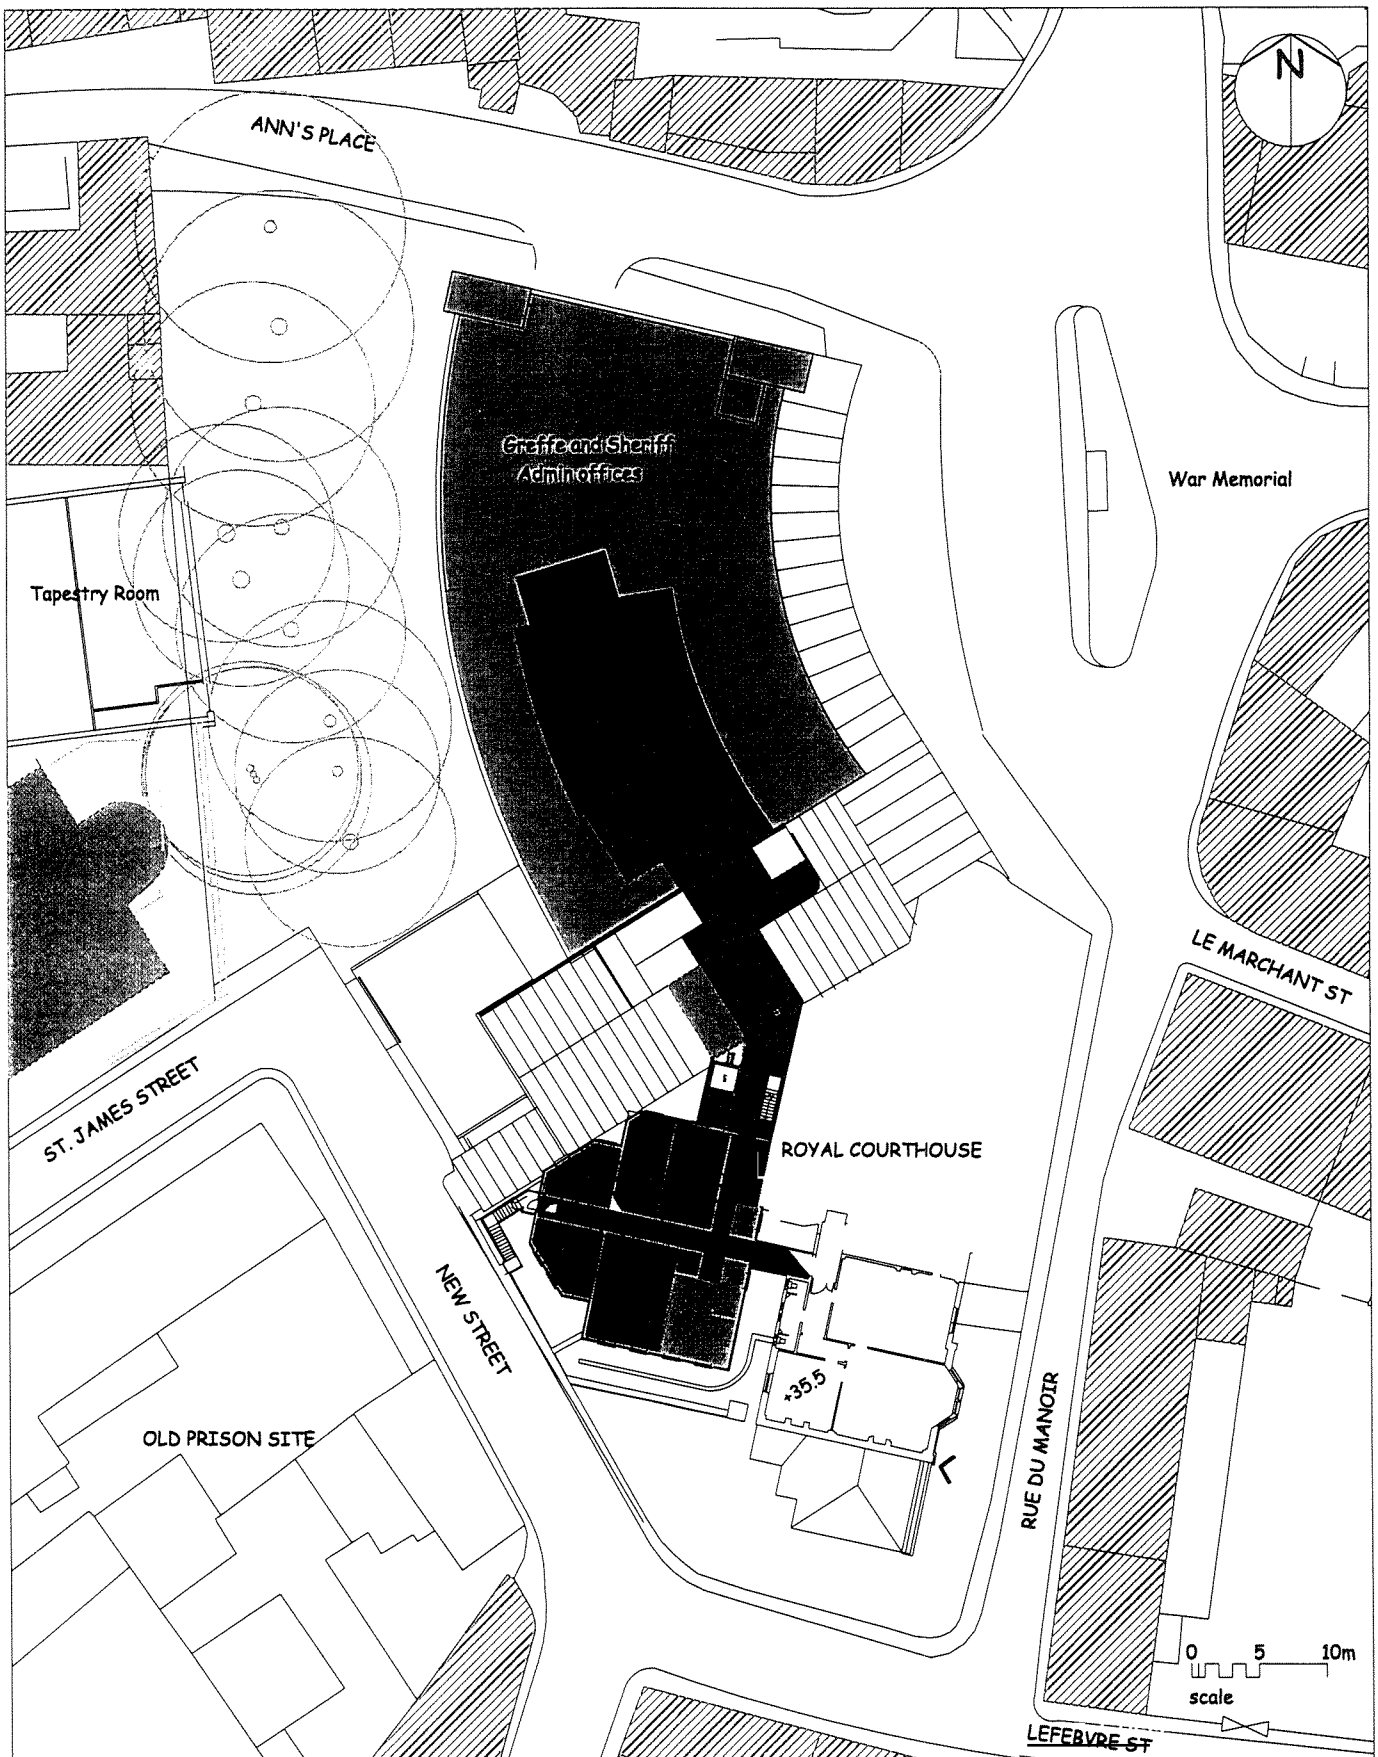 N
ANN'S PLACE
Greffe and Sheriff
Admin offices
War Memorial
Tapestry Room
LE MARCHANT ST
ST. JAMES STREET
ROYAL COURTHOUSE
NEW STREET
+35.5
RUE DU MANOIR
OLD PRISON SITE
0 5 10m
scale
LEFEBVRE ST